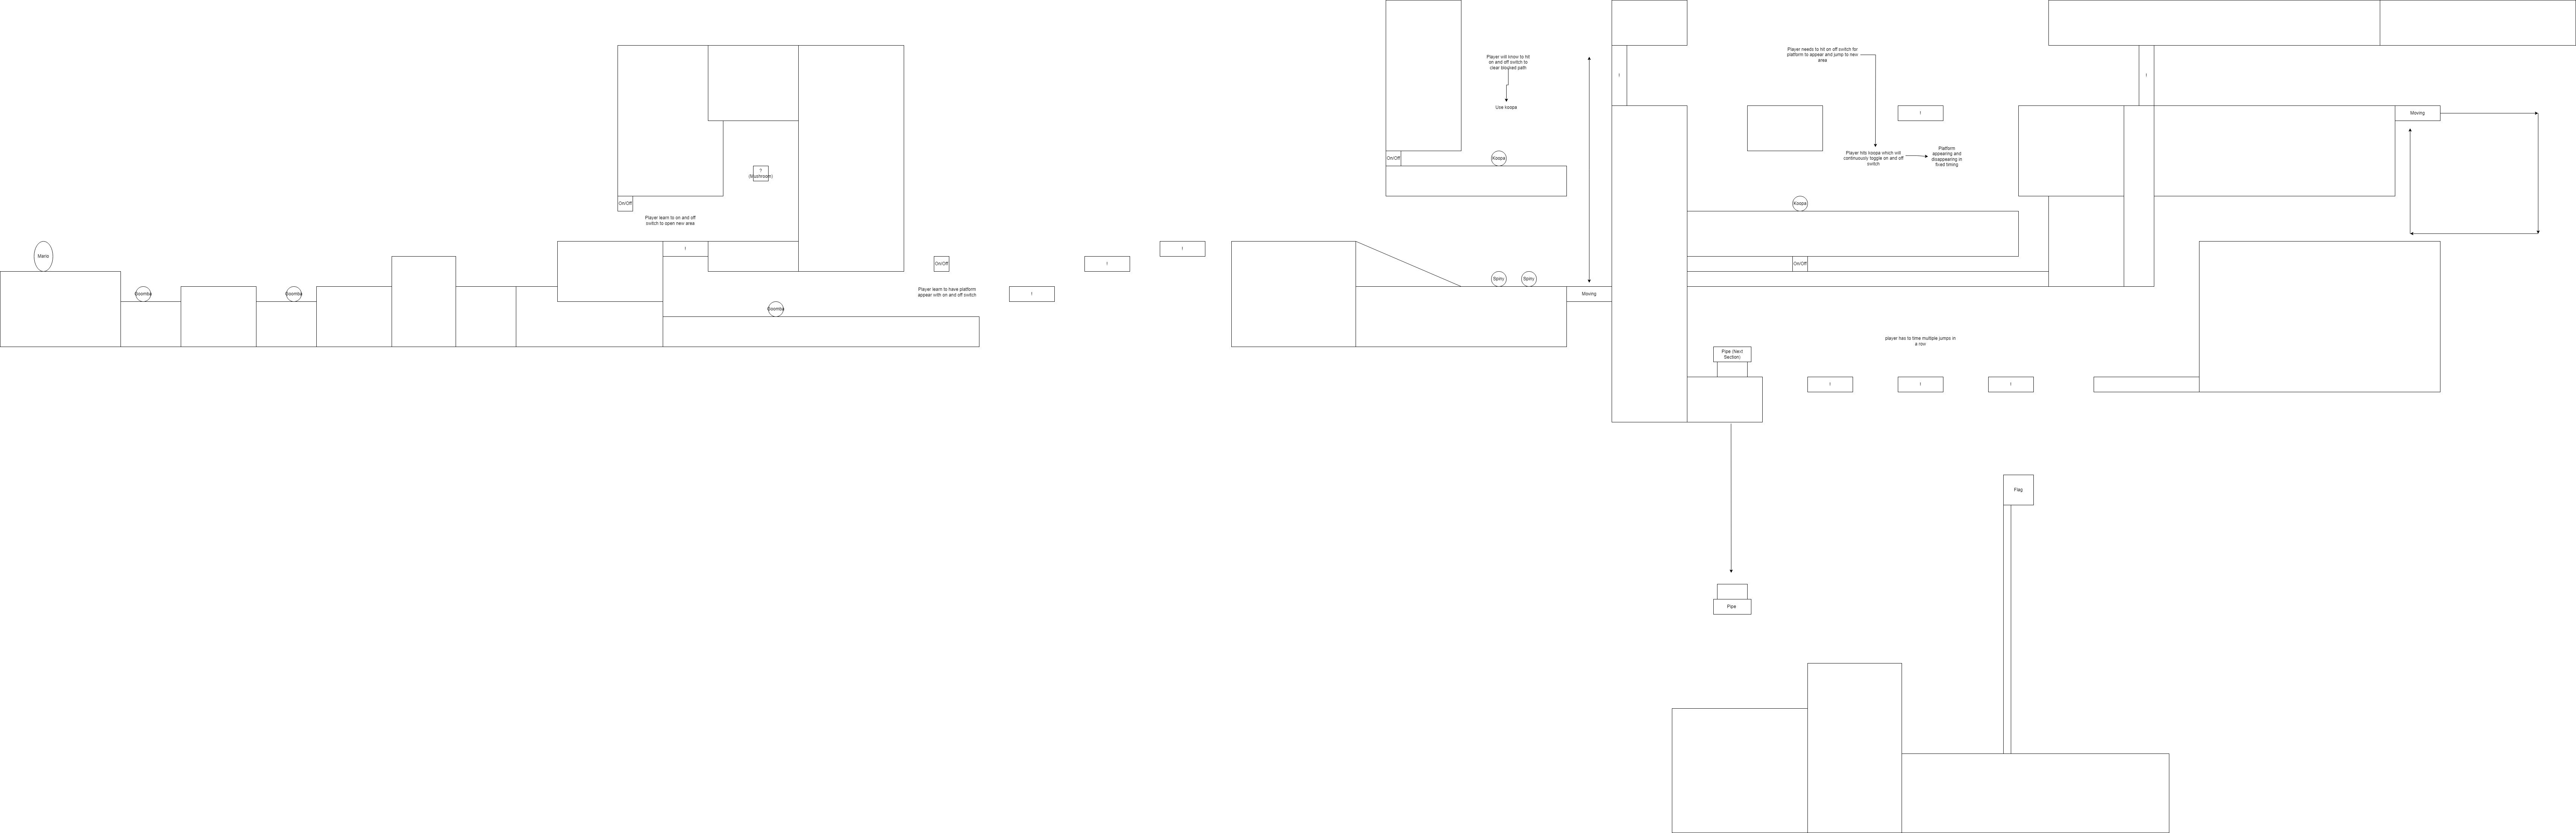 Mario
Goomba
Goomba
On/Off
Player learn to on and off
switch to open new area
?
(Mushroom)
!
Goomba
On/Off
Player learn to have platform
appear with on and off switch
!
!
!
Player will know to hit
on and off switch to
clear blocked path
Use koopa
On/Off
Koopa
Spiny
Spiny
Moving
!
Player needs to hit on off switch for
platform to appear and jump to new
area
!
Player hits koopa which will
continuously toggle on and off
switch
Platform
appearing and
disappearing in
fixed timing
Koopa
On/Off
!
Moving
player has to time multiple jumps in
a row
Pipe (Next
Section)
!
!
!
Flag
Pipe